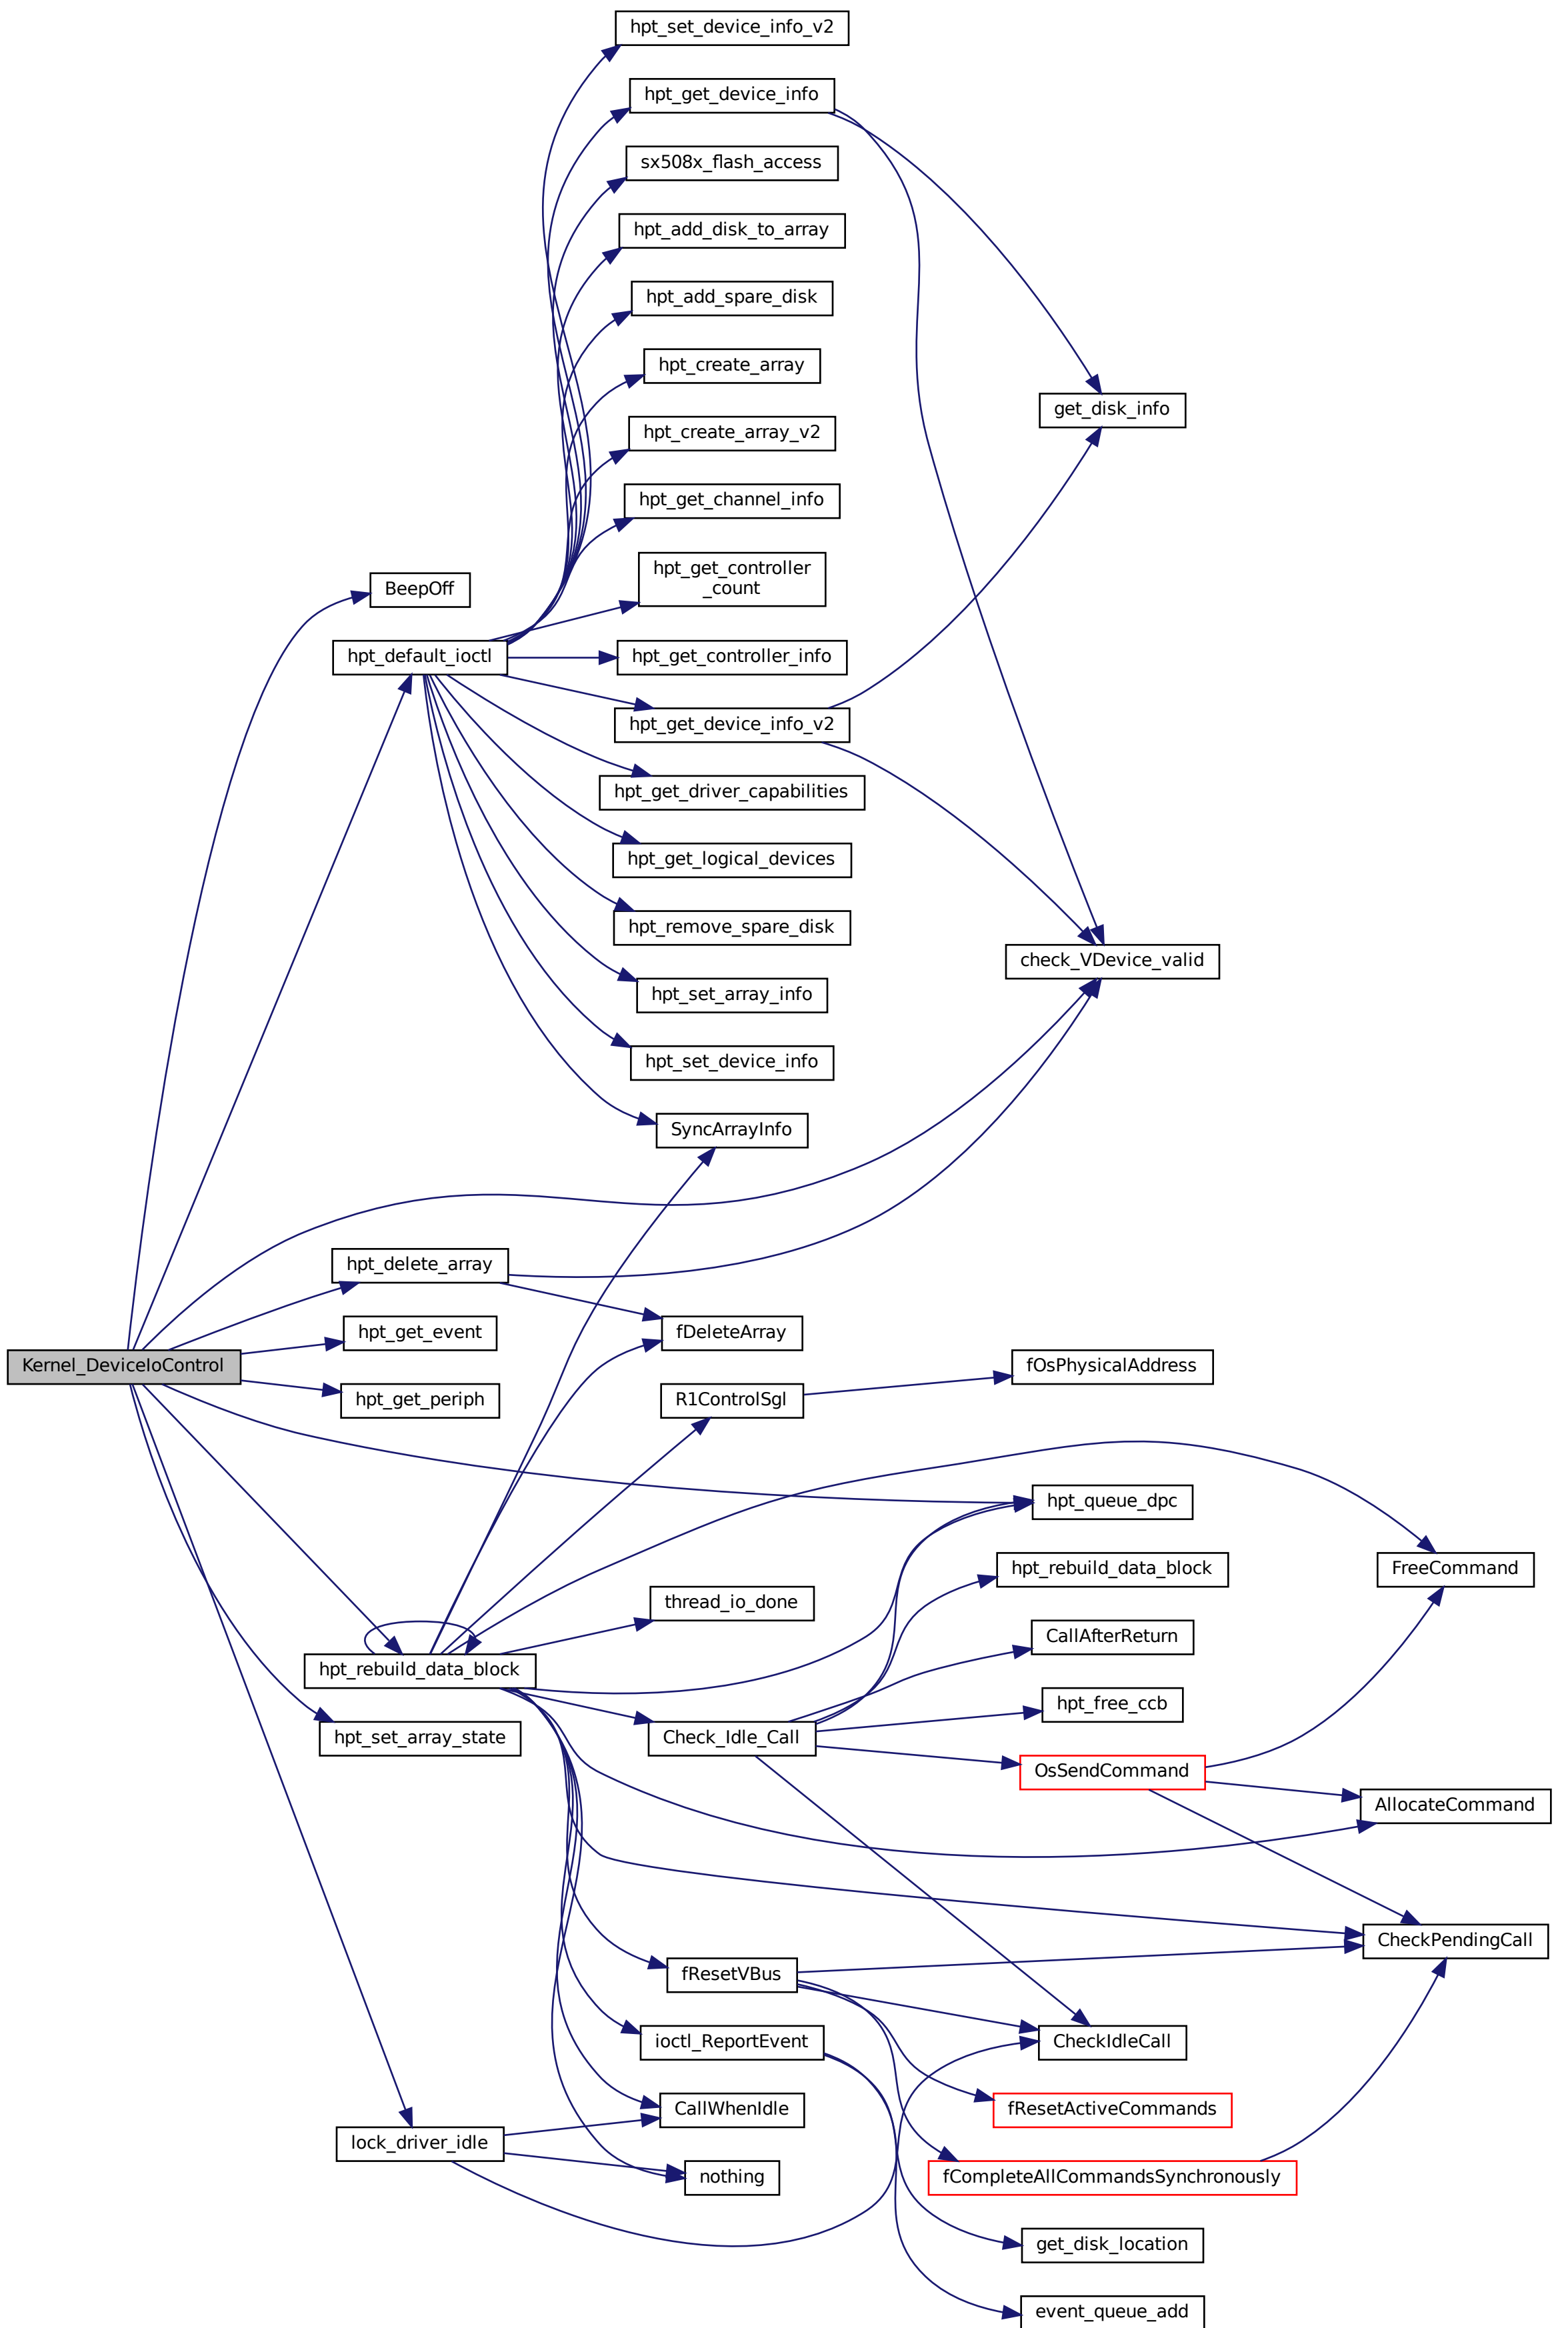 hpt_set_device_info_v2
hpt_get_device_info
sx508x_flash_access
hpt_add_disk_to_array
hpt_add_spare_disk
hpt_create_array
get_disk_info
hpt_create_array_v2
hpt_get_channel_info
hpt_get_controller
_count
BeepOff
hpt_default_ioctl
hpt_get_controller_info
hpt_get_device_info_v2
hpt_get_driver_capabilities
hpt_get_logical_devices
hpt_remove_spare_disk
check_VDevice_valid
hpt_set_array_info
hpt_set_device_info
SyncArrayInfo
hpt_delete_array
hpt_get_event
fDeleteArray
Kernel_DeviceIoControl
fOsPhysicalAddress
hpt_get_periph
R1ControlSgl
hpt_queue_dpc
hpt_rebuild_data_block
FreeCommand
thread_io_done
CallAfterReturn
hpt_rebuild_data_block
hpt_free_ccb
hpt_set_array_state
Check_Idle_Call
OsSendCommand
AllocateCommand
CheckPendingCall
fResetVBus
ioctl_ReportEvent
CheckIdleCall
CallWhenIdle
fResetActiveCommands
lock_driver_idle
nothing
fCompleteAllCommandsSynchronously
get_disk_location
event_queue_add